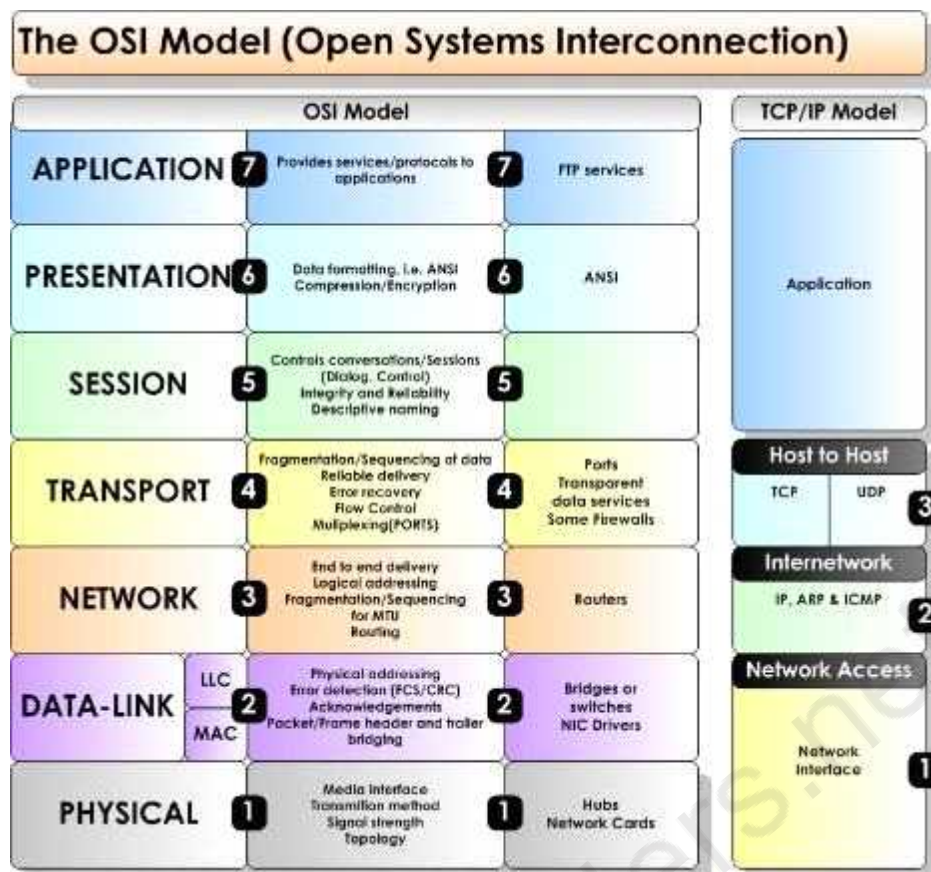 The OSI Model (Open Systems Interconnection)
OSI Model
APPLICATION
7
Provides services/protocols to
applications
7
FTP services
PRESENTATION
6
Data formatting, i.e. ANSI
Compression/Encryption
6
ANSI
SESSION
5
Controls conversations/Sessions
(Dialog. Control)
Integrity and Reliability
Descriptive naming
5
TRANSPORT
4
Fragmentation/Sequencing of data
Reliable delivery
Error recovery
Flow Control
Muliplexing(PORTS)
4
Ports
Transparent
data services
Some Firewalls
NETWORK
3
End to end delivery
Logical addressing
Fragmentation/Sequencing
for MTU
Routing
3
Routers
DATA-LINK
LLC
MAC
2
Physical addressing
Error detection (FCS/CRC)
Acknowledgements
Packet/Frame header and trailer
bridging
2
Bridges or
switches
NIC Drivers
PHYSICAL
1
Media interface
Transmition method
Signal strength
Topology
1
Hubs
Network Cards
TCP/IP Model
Application
Host to Host
TCP
UDP
3
Internetwork
IP, ARP & ICMP
2
Network Access
Network
Interface
1